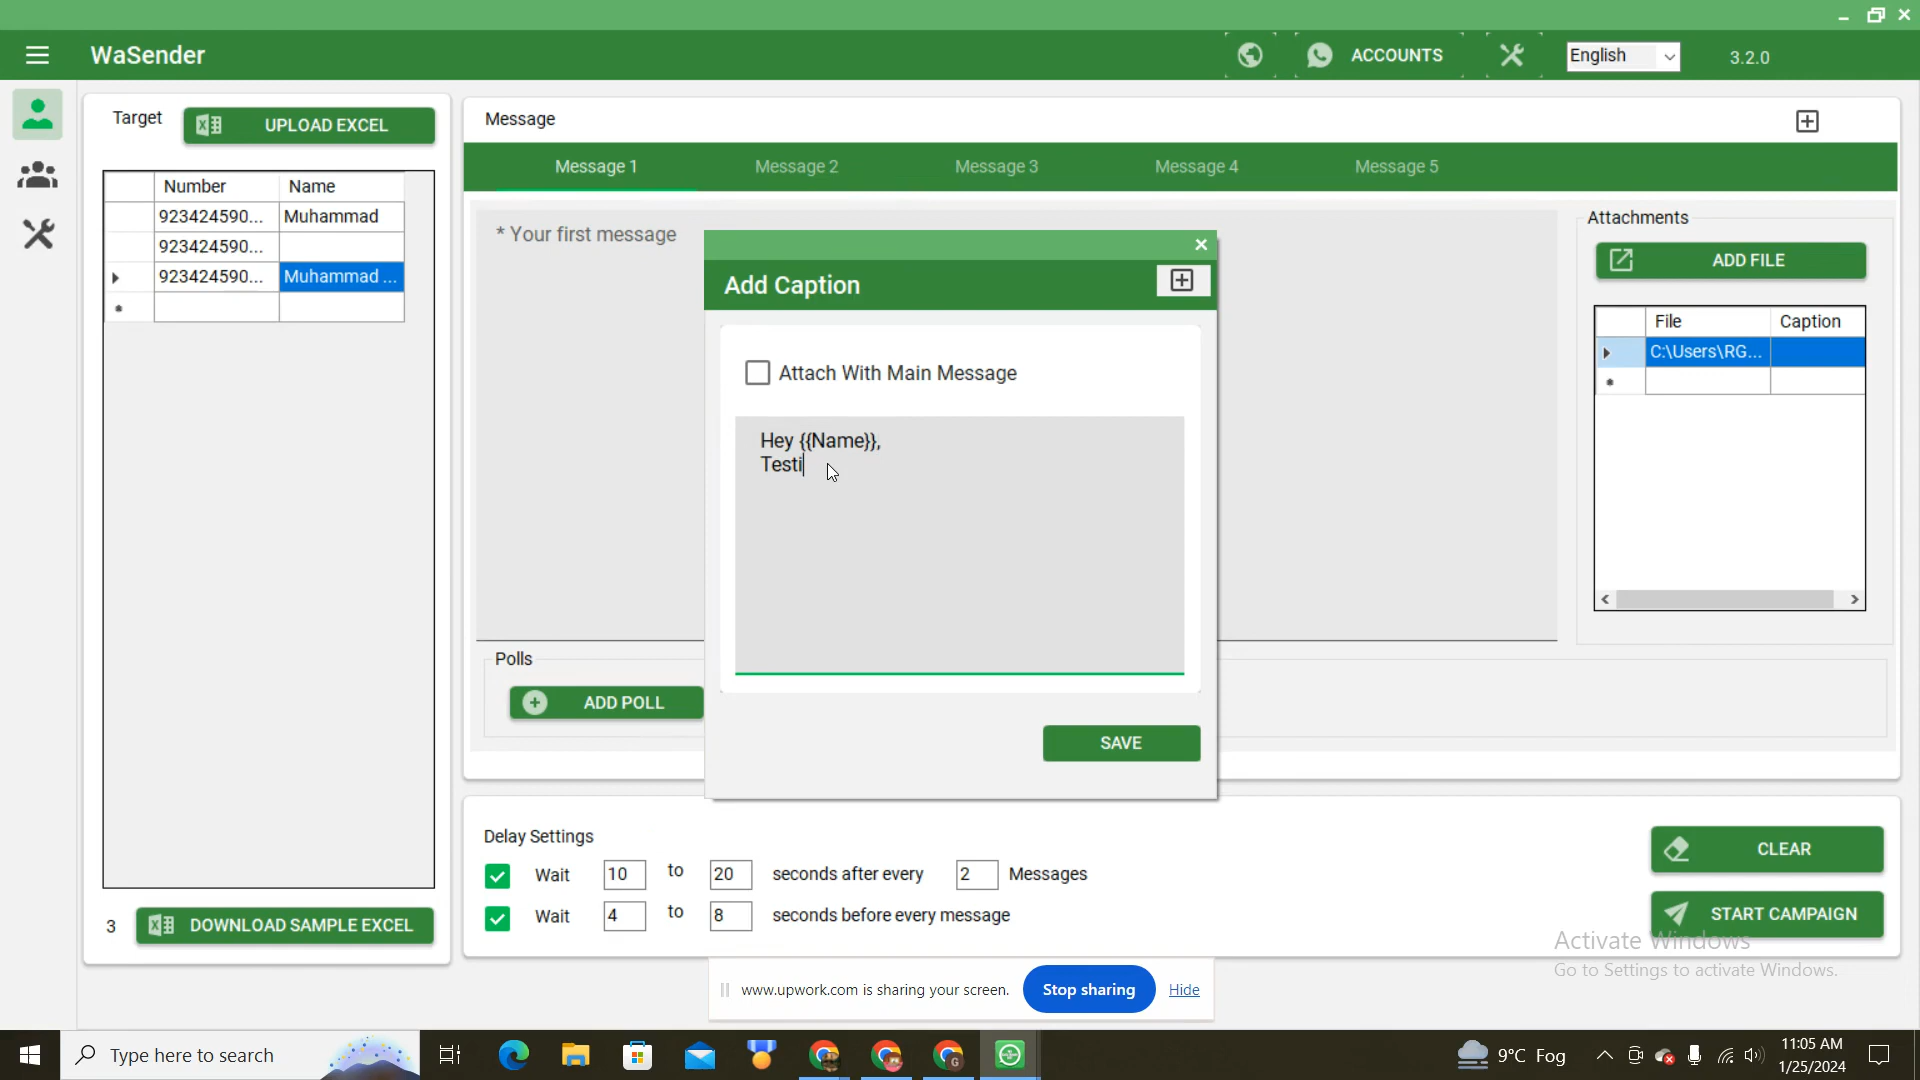 WaSender
ACCOUNTS
English
3.2.0
Target
UPLOAD EXCEL
Number Name
923424590... Muhammad
923424590...
923424590... Muhammad ...
3
DOWNLOAD SAMPLE EXCEL
Message
Message 1 Message 2 Message 3 Message 4 Message 5
* Your first message
Attachments
ADD FILE
File Caption
C:\Users\RG...
Add Caption
Attach With Main Message
Hey {{Name}},
Testi
SAVE
Polls
ADD POLL
Delay Settings
Wait 10 to 20 seconds after every 2 Messages
Wait 4 to 8 seconds before every message
CLEAR
START CAMPAIGN
Activate Windows
Go to Settings to activate Windows.
www.upwork.com is sharing your screen. Stop sharing Hide
Type here to search
9°C Fog
11:05 AM
1/25/2024